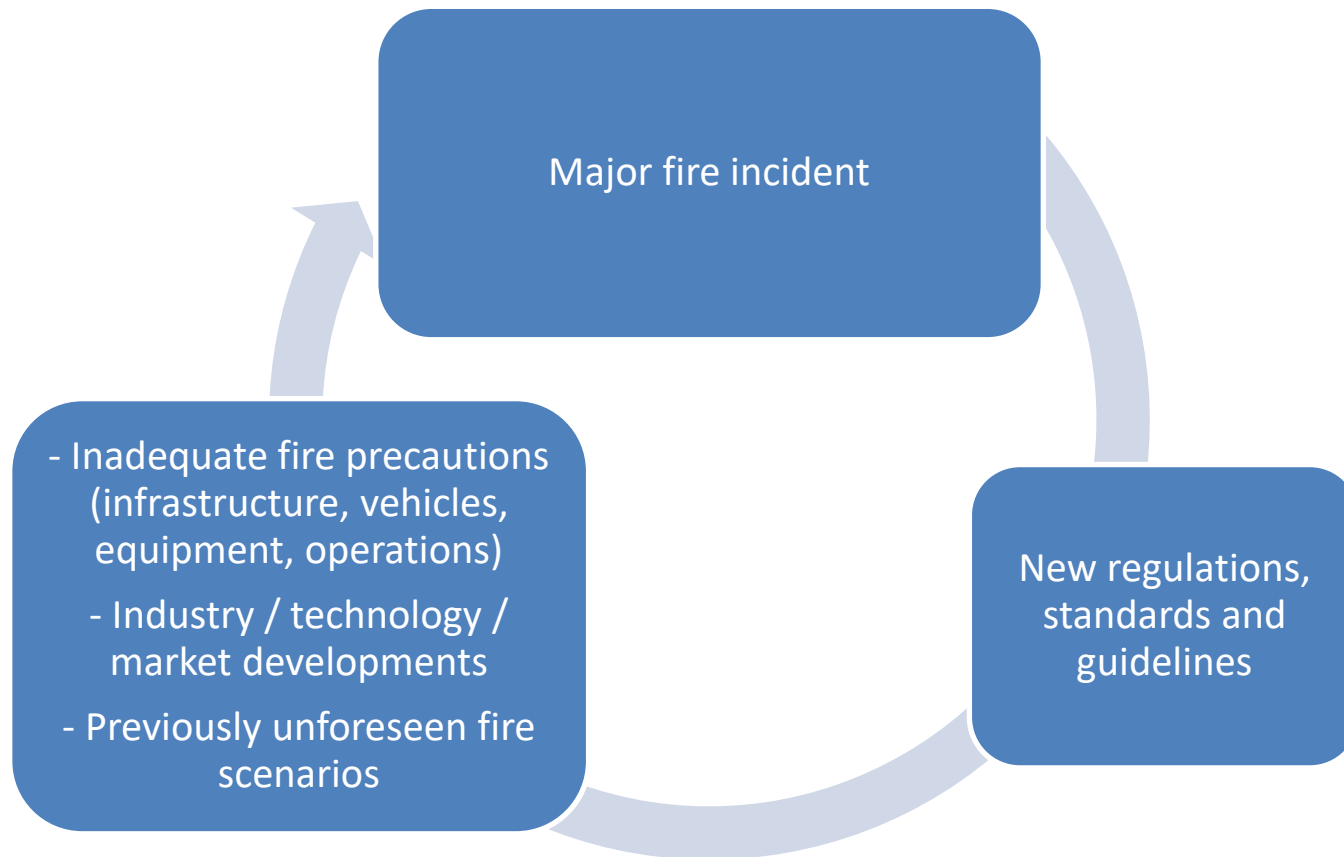 Major fire incident
- Inadequate fire precautions
(infrastructure, vehicles,
equipment, operations)
- Industry / technology /
market developments
- Previously unforeseen fire
scenarios
New regulations,
standards and
guidelines